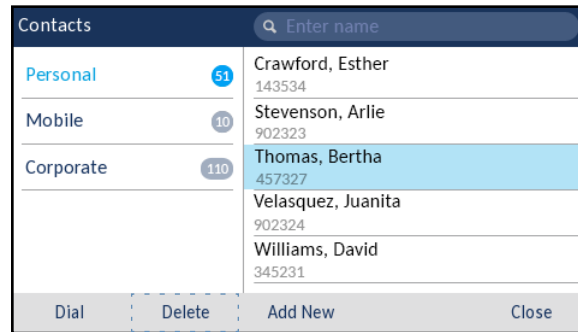 Contacts
Enter name
Personal 51
Mobile 10
Corporate 110
Crawford, Esther
143534
Stevenson, Arlie
902323
Thomas, Bertha
457327
Velasquez, Juanita
902324
Williams, David
345231
Dial Delete Add New Close